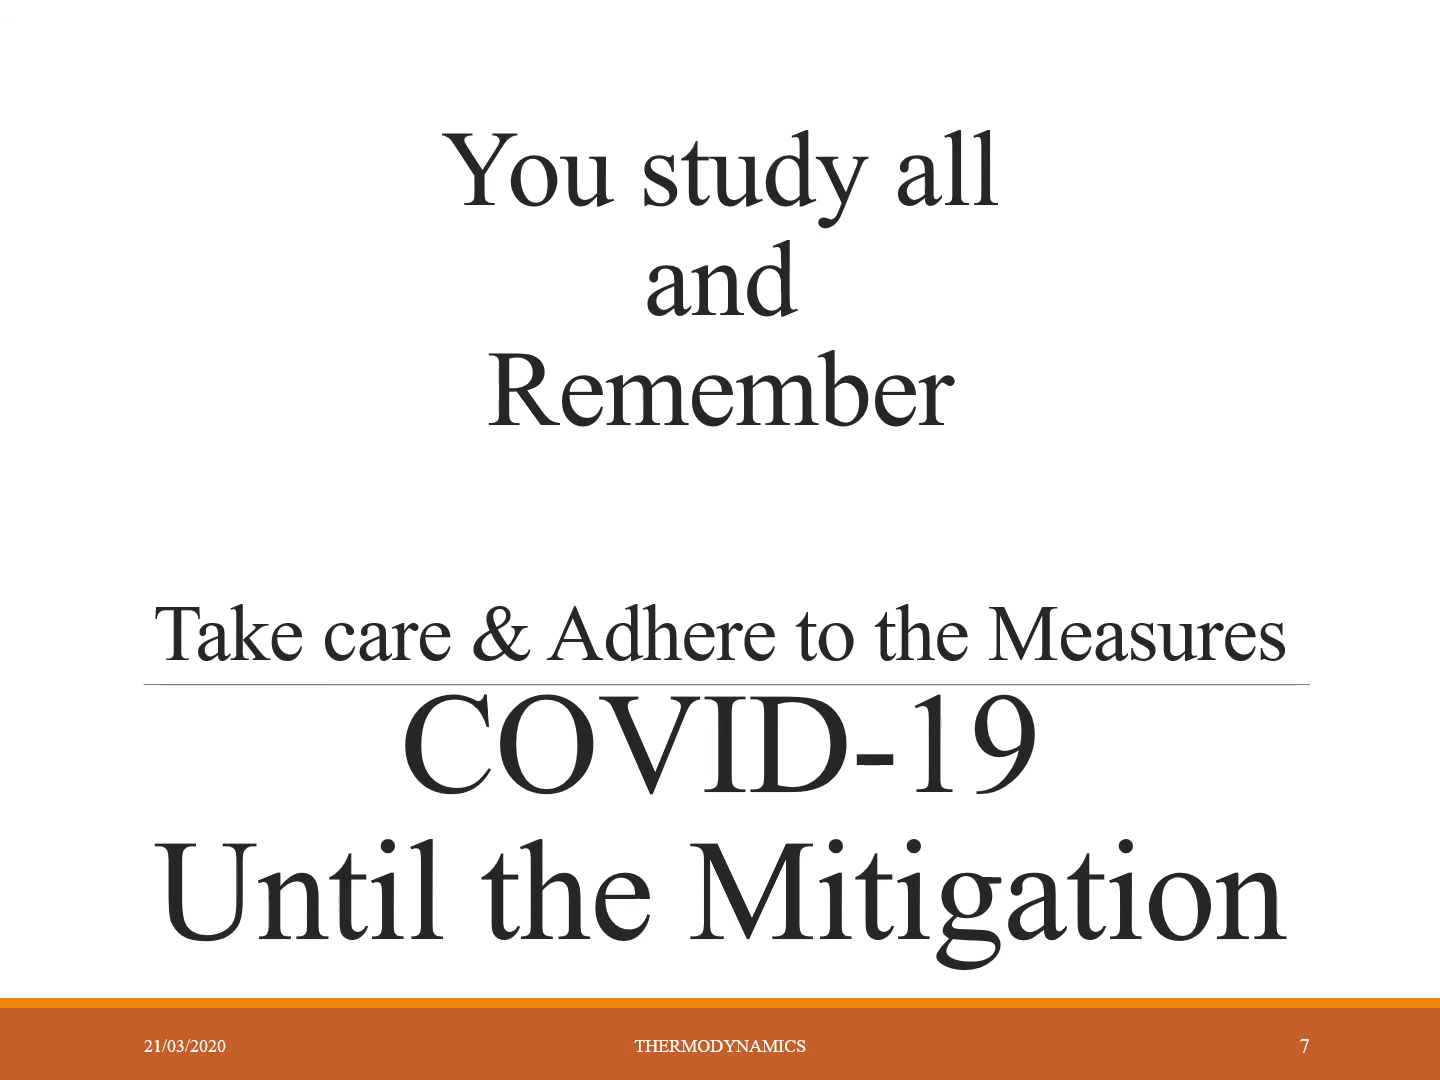 You study all
and
Remember
Take care & Adhere to the Measures
COVID-19
Until the Mitigation
21/03/2020
THERMODYNAMICS
7